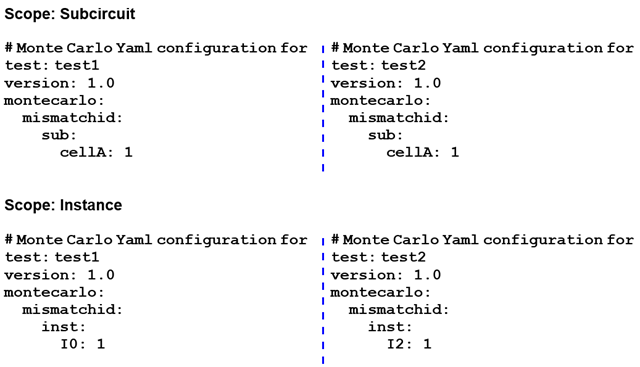 Scope: Subcircuit
# Monte Carlo Yaml configuration for
test: test1
version: 1.0
montecarlo:
  mismatchid:
    sub:
      cellA: 1
# Monte Carlo Yaml configuration for
test: test2
version: 1.0
montecarlo:
  mismatchid:
    sub:
      cellA: 1
Scope: Instance
# Monte Carlo Yaml configuration for
test: test1
version: 1.0
montecarlo:
  mismatchid:
    inst:
      I0: 1
# Monte Carlo Yaml configuration for
test: test2
version: 1.0
montecarlo:
  mismatchid:
    inst:
      I2: 1